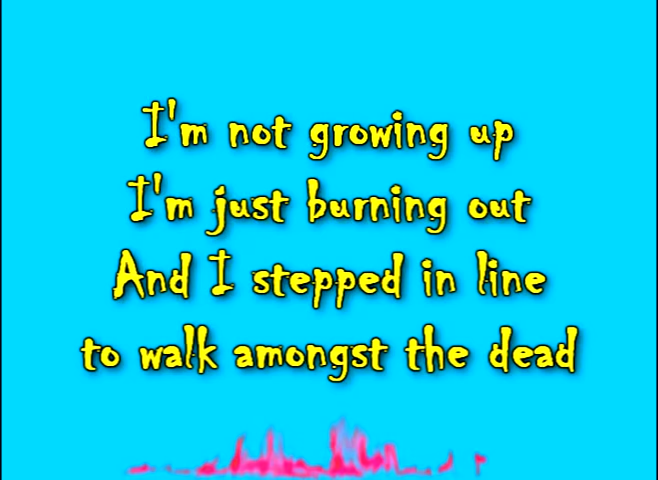 I'm not growing up
I'm just burning out
And I stepped in line
to walk amongst the dead